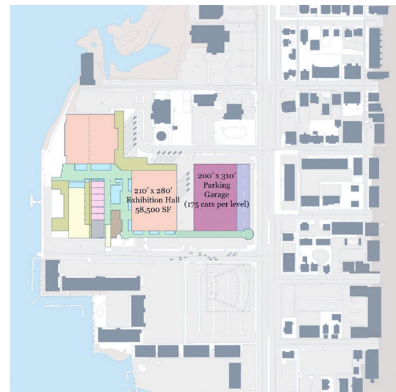 210' x 280'
Exhibition Hall
58,500 SF
200' x 310'
Parking
Garage
(175 cars per level)